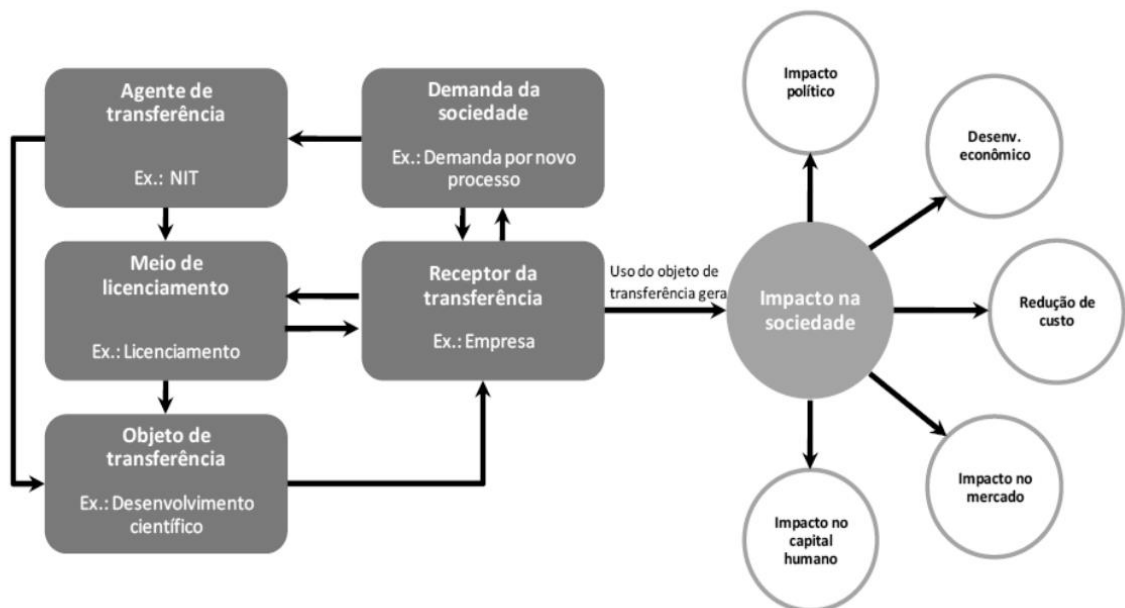 Agente de
transferência
Ex.: NIT
Demanda da
sociedade
Ex.: Demanda por novo
processo
Meio de
licenciamento
Ex.: Licenciamento
Receptor da
transferência
Ex.: Empresa
Objeto de
transferência
Ex.: Desenvolvimento
científico
Uso do objeto de
transferência gera
Impacto na
sociedade
Impacto
político
Desenv.
econômico
Redução de
custo
Impacto no
mercado
Impacto no
capital
humano